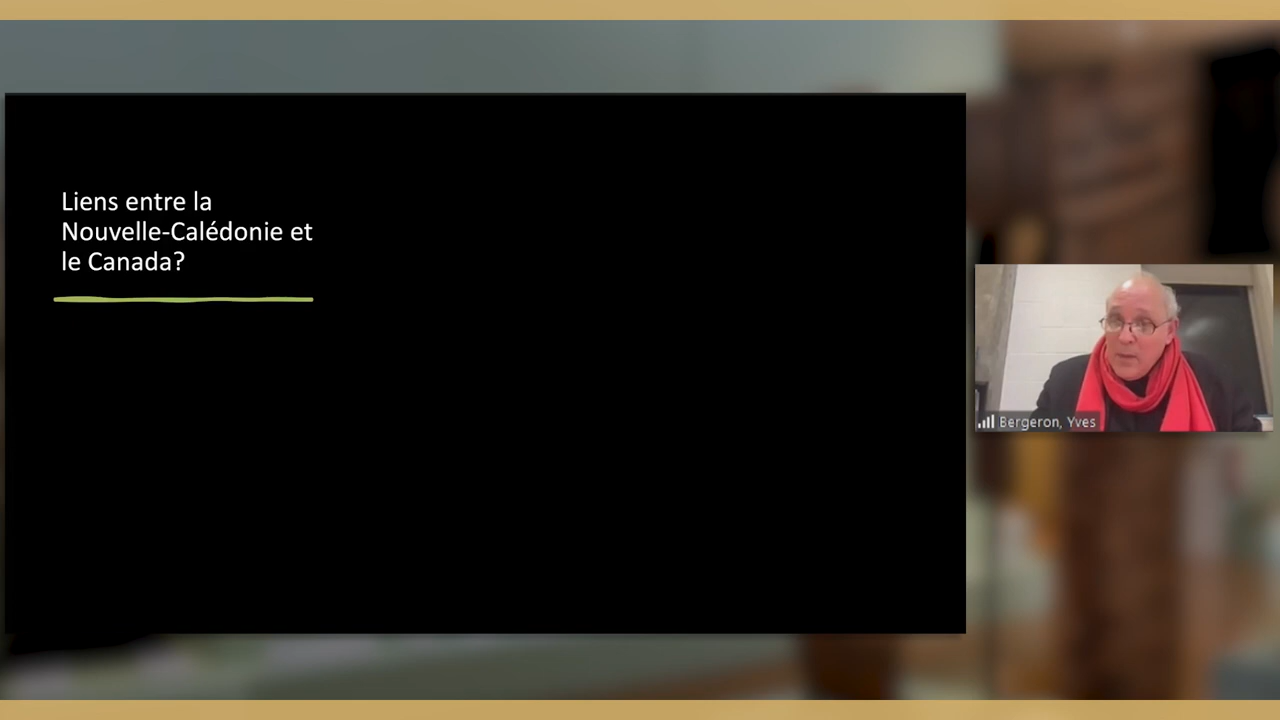 Liens entre la
Nouvelle-Calédonie et
le Canada?
Bergeron, Yves